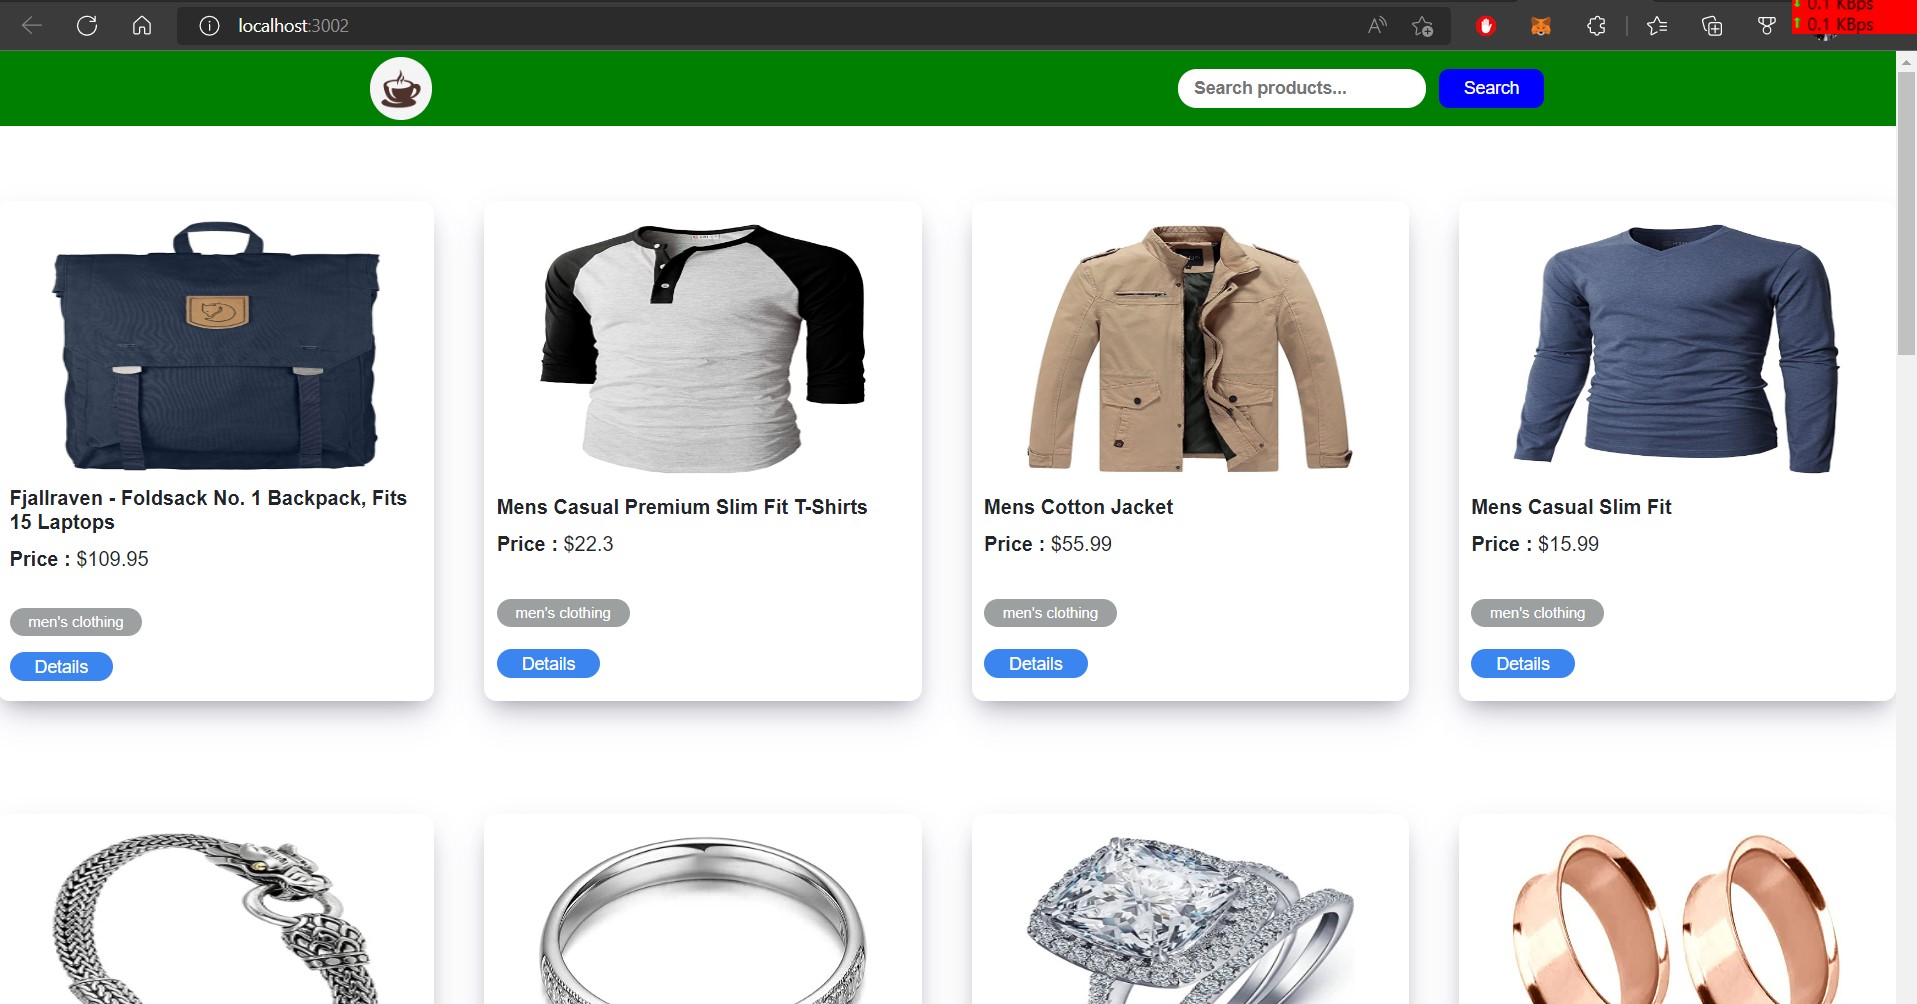 localhost:3002
0.1 KBps
0.1 KBps
Search products...
Search
Fjallraven - Foldsack No. 1 Backpack, Fits
15 Laptops
Price : $109.95
men's clothing
Details
Mens Casual Premium Slim Fit T-Shirts
Price : $22.3
men's clothing
Details
Mens Cotton Jacket
Price : $55.99
men's clothing
Details
Mens Casual Slim Fit
Price : $15.99
men's clothing
Details